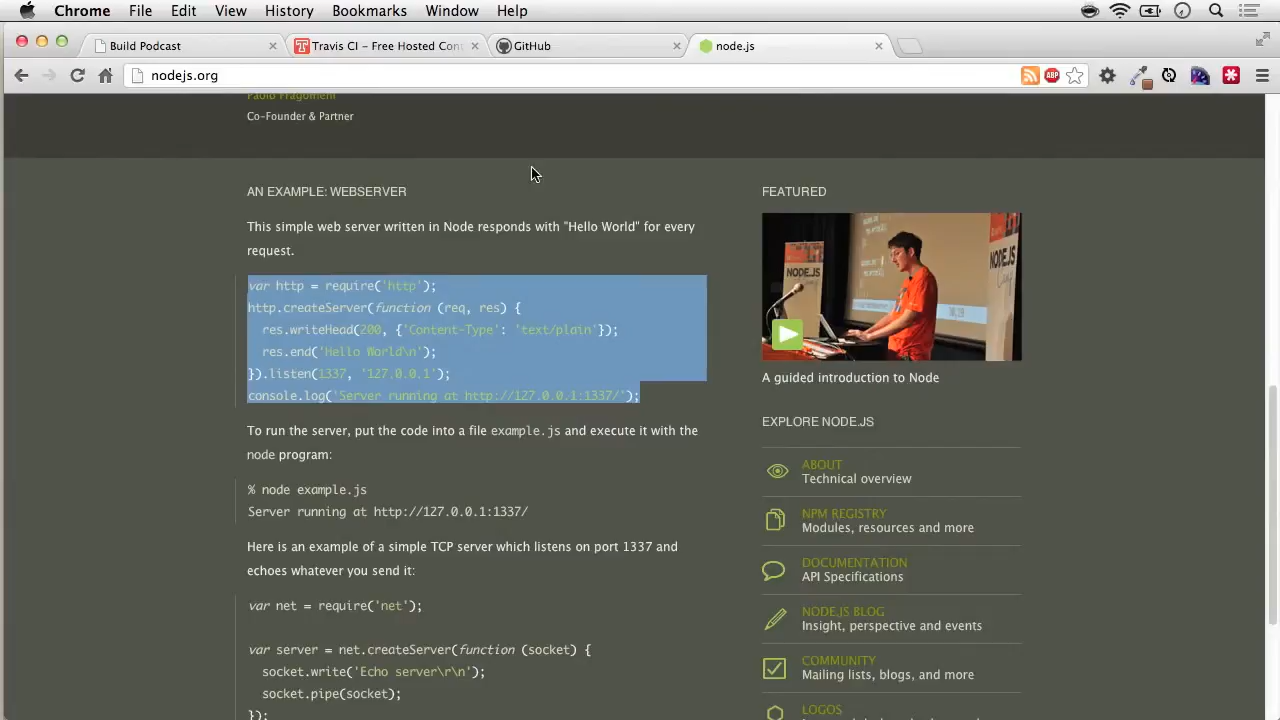 Chrome File Edit View History Bookmarks Window Help
Build Podcast
Travis CI – Free Hosted Con
GitHub
node.js
nodejs.org
ABP
Paolo Fragomeni
Co-Founder & Partner
AN EXAMPLE: WEBSERVER
This simple web server written in Node responds with "Hello World" for every
request.
var http = require('http');
http.createServer(function (req, res) {
res.writeHead(200, {'Content-Type': 'text/plain'});
res.end('Hello World\n');
}).listen(1337, '127.0.0.1');
console.log('Server running at http://127.0.0.1:1337/');
To run the server, put the code into a file example.js and execute it with the
node program:
% node example.js
Server running at http://127.0.0.1:1337/
Here is an example of a simple TCP server which listens on port 1337 and
echoes whatever you send it:
var net = require('net');
var server = net.createServer(function (socket) {
socket.write('Echo server\r\n');
socket.pipe(socket);
});
FEATURED
NODE.JS
NODE.JS
A guided introduction to Node
EXPLORE NODE.JS
ABOUT
Technical overview
NPM REGISTRY
Modules, resources and more
DOCUMENTATION
API Specifications
NODE.JS BLOG
Insight, perspective and events
COMMUNITY
Mailing lists, blogs, and more
LOGOS